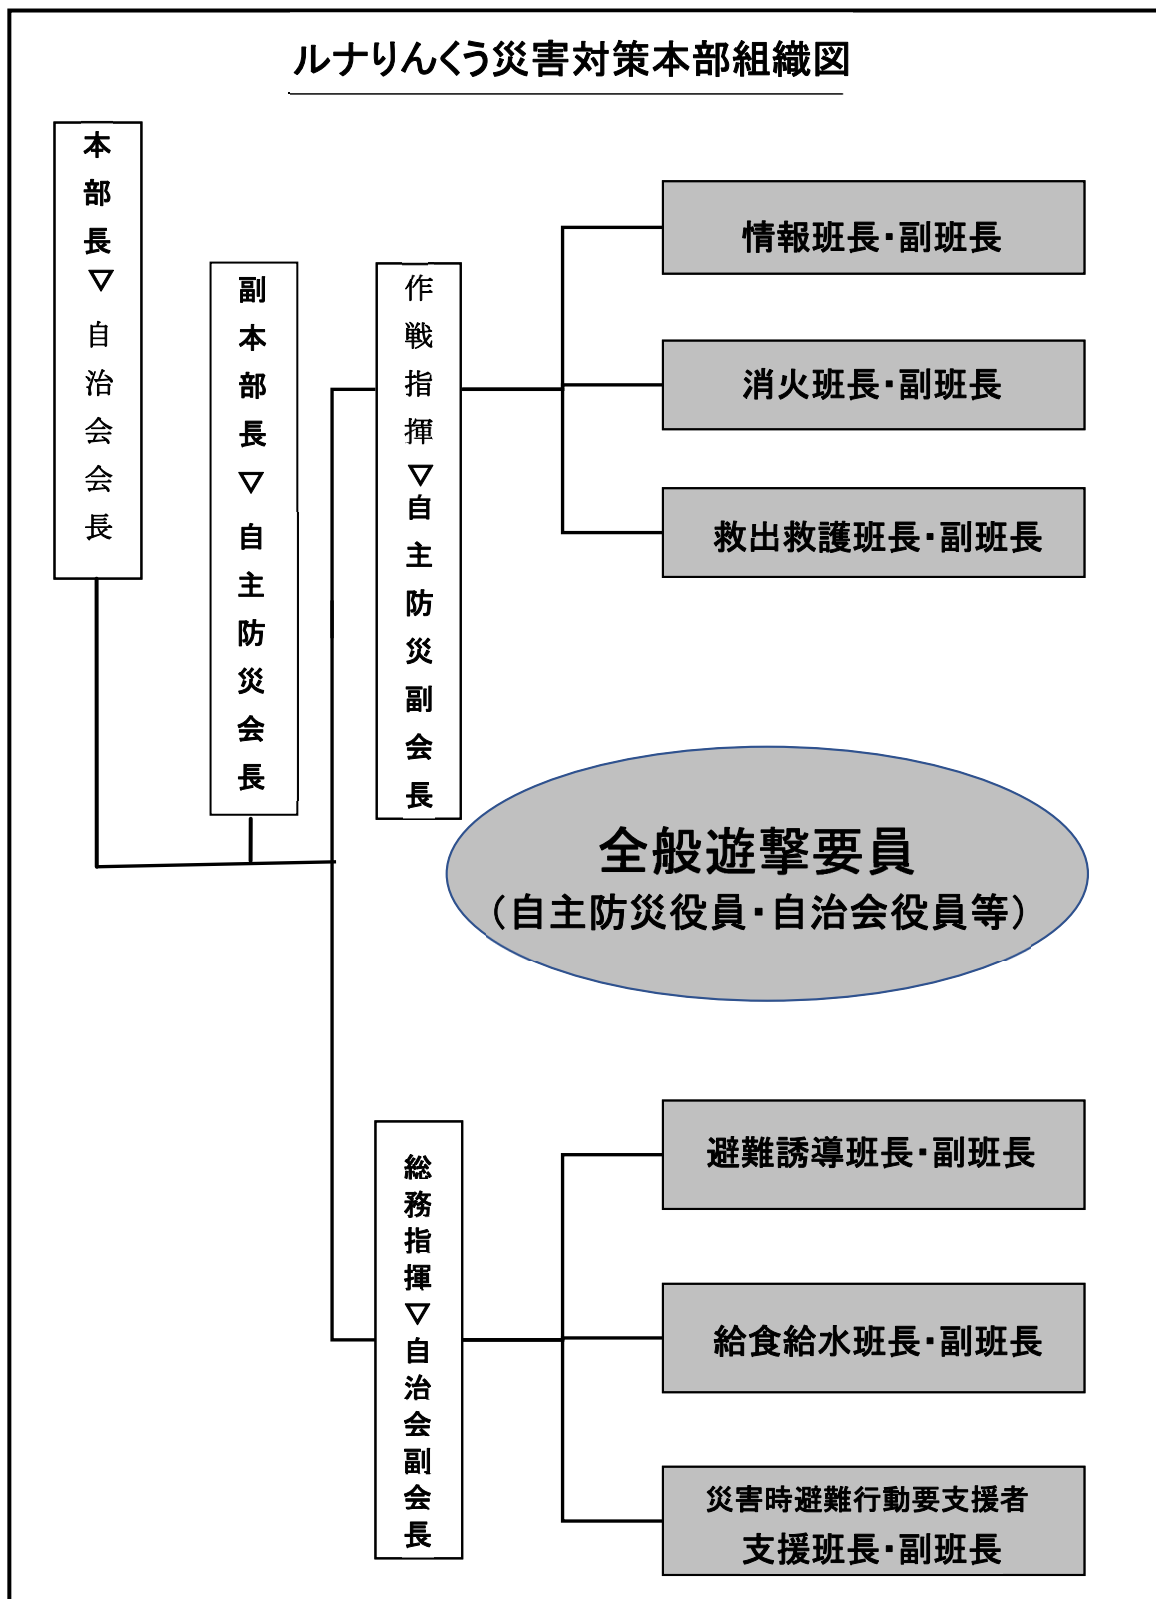 ルナりんくう災害対策本部組織図
本部長▽自治会会長
副本部長▽自主防災会長
作戦指揮▽自主防災副会長
情報班長・副班長
消火班長・副班長
救出救護班長・副班長
全般遊撃要員
（自主防災役員・自治会役員等）
総務指揮▽自治会副会長
避難誘導班長・副班長
給食給水班長・副班長
災害時避難行動要支援者
支援班長・副班長